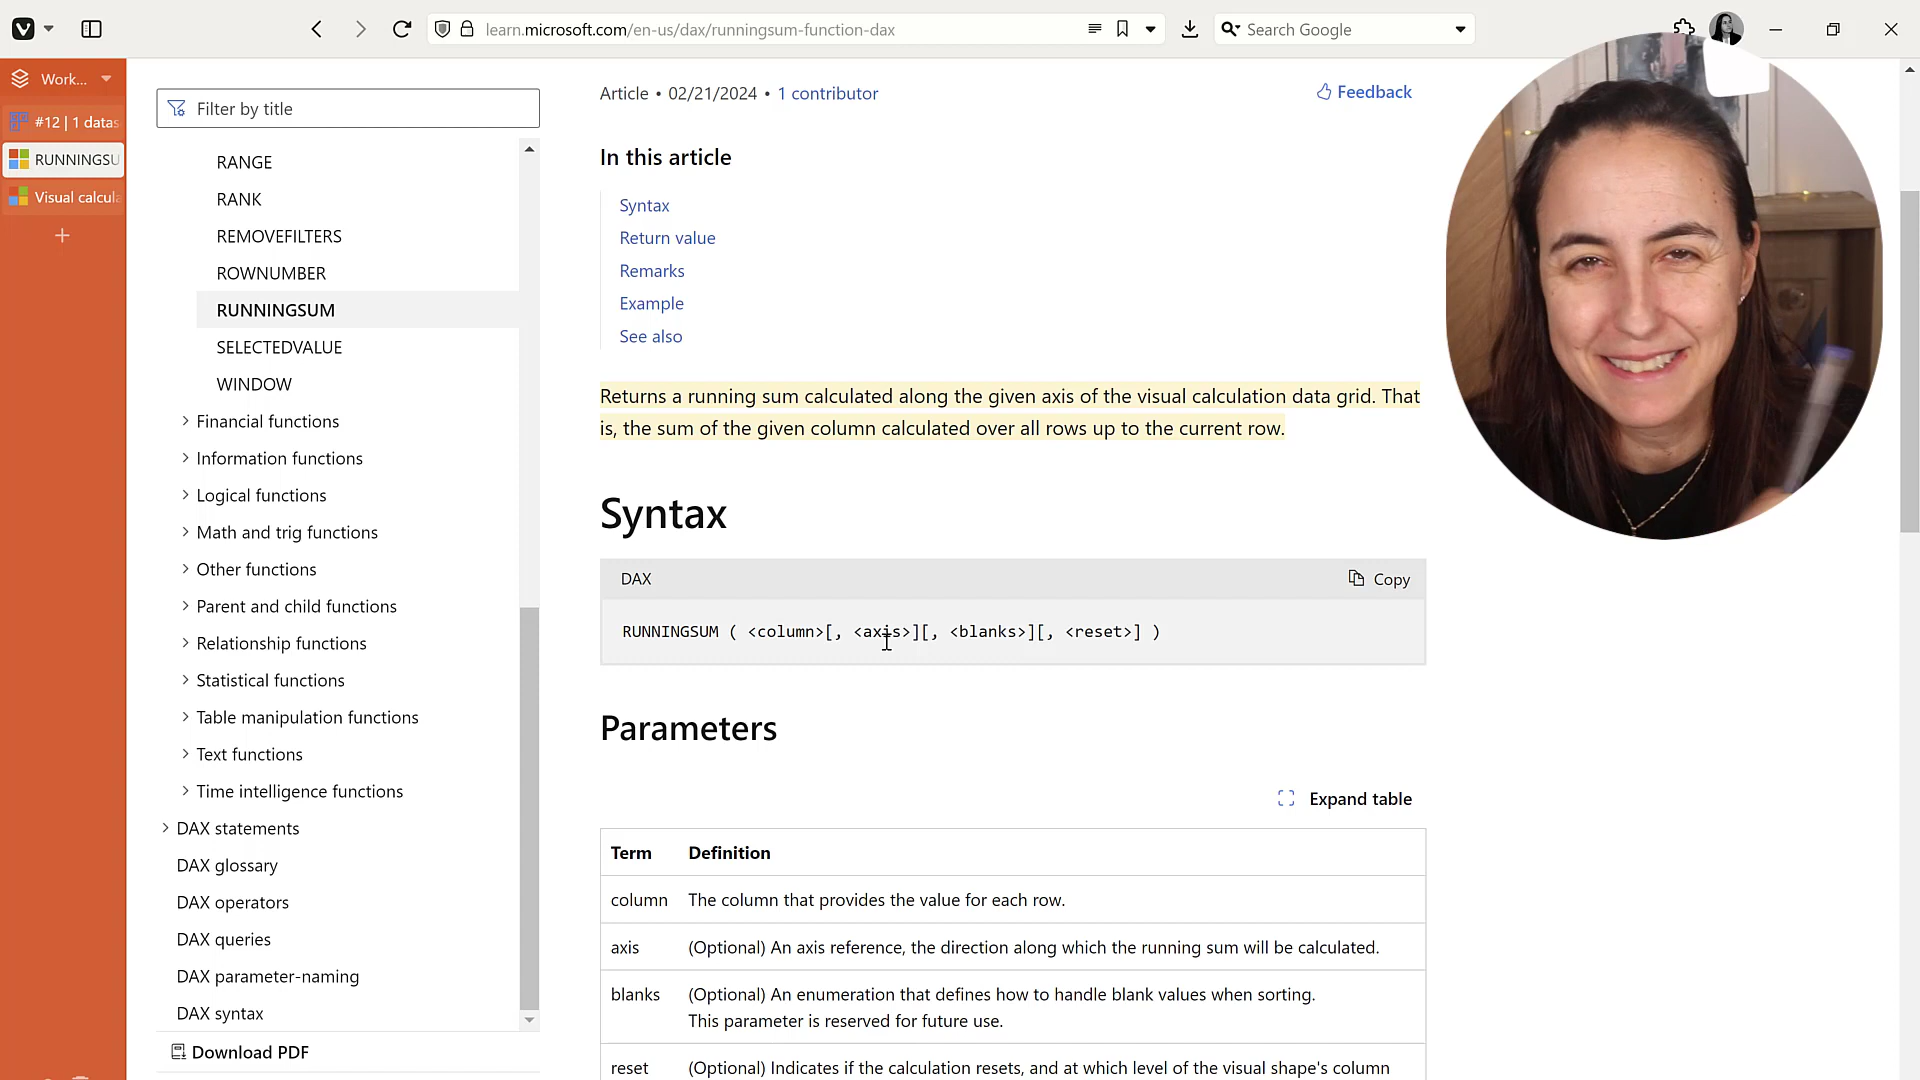 learn.microsoft.com/en-us/dax/runningsum-function-dax
Search Google
Work...
#12 | 1 datas
RUNNINGSU
Visual calcula
Filter by title
RANGE
RANK
REMOVEFILTERS
ROWNUMBER
RUNNINGSUM
SELECTEDVALUE
WINDOW
Financial functions
Information functions
Logical functions
Math and trig functions
Other functions
Parent and child functions
Relationship functions
Statistical functions
Table manipulation functions
Text functions
Time intelligence functions
DAX statements
DAX glossary
DAX operators
DAX queries
DAX parameter-naming
DAX syntax
Download PDF
Article • 02/21/2024 • 1 contributor
Feedback
In this article
Syntax
Return value
Remarks
Example
See also
Returns a running sum calculated along the given axis of the visual calculation data grid. That
is, the sum of the given column calculated over all rows up to the current row.
Syntax
DAX
Copy
RUNNINGSUM ( <column>[, <axis>][, <blanks>][, <reset>] )
Parameters
Expand table
Term Definition
column The column that provides the value for each row.
axis (Optional) An axis reference, the direction along which the running sum will be calculated.
blanks (Optional) An enumeration that defines how to handle blank values when sorting.
This parameter is reserved for future use.
reset (Optional) Indicates if the calculation resets, and at which level of the visual shape's column